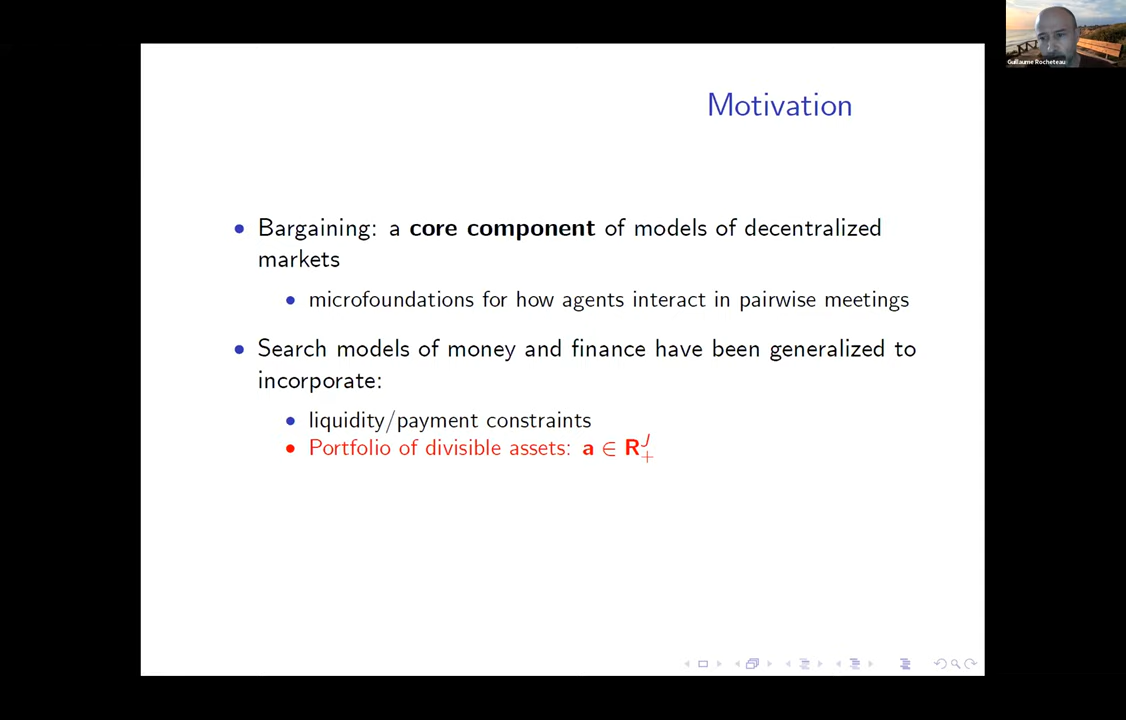 Motivation
Guillaume Rocheteau
• Bargaining: a core component of models of decentralized
markets
• microfoundations for how agents interact in pairwise meetings
• Search models of money and finance have been generalized to
incorporate:
• liquidity/payment constraints
• Portfolio of divisible assets: a ∈ R₊ᴶ